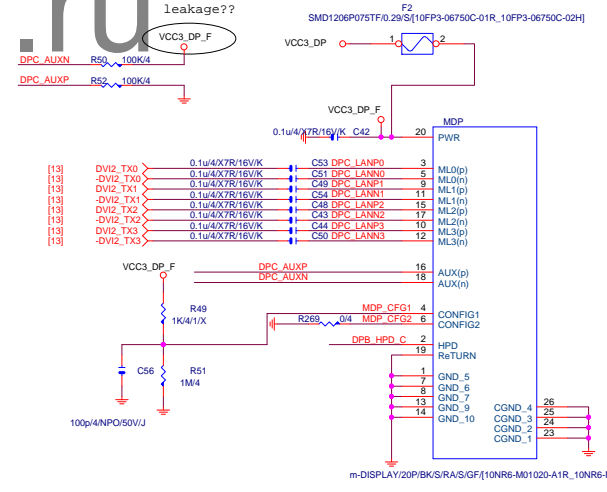 .ru
leakage??
VCC3_DP_F
DPC_AUXN R50 100K/4
DPC_AUXP R52 100K/4
F2
SMD1206P075TF/0.29/S/[10FP3-06750C-01R_10FP3-06750C-02H]
VCC3_DP 1 2
VCC3_DP_F
0.1u/4/X7R/16V/K C42 20 PWR
MDP
[13] DVI2_TX0 0.1u/4/X7R/16V/K C53 DPC_LANP0 3 ML0(p)
[13] -DVI2_TX0 0.1u/4/X7R/16V/K C51 DPC_LANN0 5 ML0(n)
[13] DVI2_TX1 0.1u/4/X7R/16V/K C49 DPC_LANP1 9 ML1(p)
[13] -DVI2_TX1 0.1u/4/X7R/16V/K C54 DPC_LANN1 11 ML1(n)
[13] DVI2_TX2 0.1u/4/X7R/16V/K C48 DPC_LANP2 15 ML2(p)
[13] -DVI2_TX2 0.1u/4/X7R/16V/K C43 DPC_LANN2 17 ML2(n)
[13] DVI2_TX3 0.1u/4/X7R/16V/K C44 DPC_LANP3 10 ML3(p)
[13] -DVI2_TX3 0.1u/4/X7R/16V/K C50 DPC_LANN3 12 ML3(n)
VCC3_DP_F
DPC_AUXP 16 AUX(p)
DPC_AUXN 18 AUX(n)
R49
1K/4/1/X
MDP_CFG1 4 CONFIG1
R269 0/4 MDP_CFG2 6 CONFIG2
DPB_HPD_C 2 HPD
19 ReTURN
C56 R51
1M/4
100p/4/NPO/50V/J
1 GND_5
7 GND_6
8 GND_7
13 GND_9
14 GND_10
CGND_4 26
CGND_3 25
CGND_2 24
CGND_1 23
m-DISPLAY/20P/BK/S/RA/S/GF/[10NR6-M01020-A1R_10NR6-